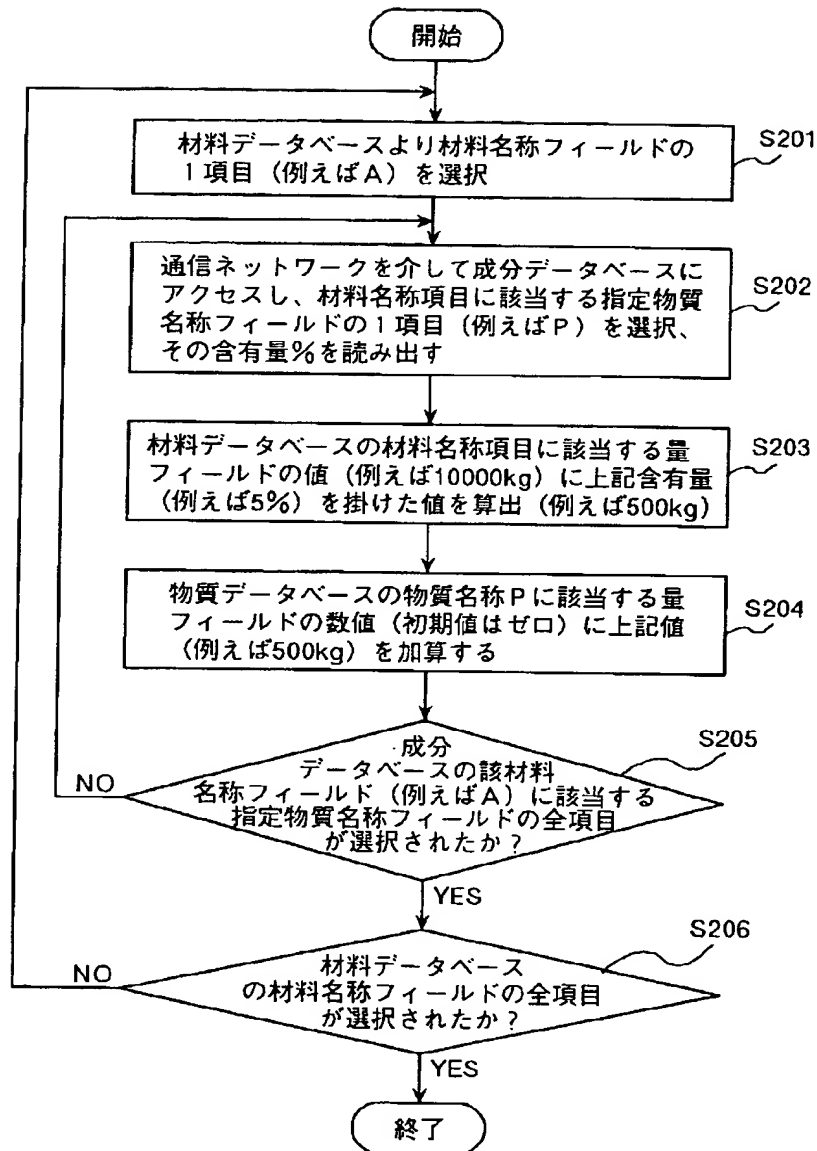 開始
材料データベースより材料名称フィールドの
1項目（例えばA）を選択
S201
通信ネットワークを介して成分データベースに
アクセスし、材料名称項目に該当する指定物質
名称フィールドの1項目（例えばP）を選択、
その含有量%を読み出す
S202
材料データベースの材料名称項目に該当する量
フィールドの値（例えば10000kg）に上記含有量
（例えば5%）を掛けた値を算出（例えば500kg）
S203
物質データベースの物質名称Pに該当する量
フィールドの数値（初期値はゼロ）に上記値
（例えば500kg）を加算する
S204
成分
データベースの該材料
名称フィールド（例えばA）に該当する
指定物質名称フィールドの全項目
が選択されたか？
S205
NO
YES
材料データベース
の材料名称フィールドの全項目
が選択されたか？
S206
NO
YES
終了